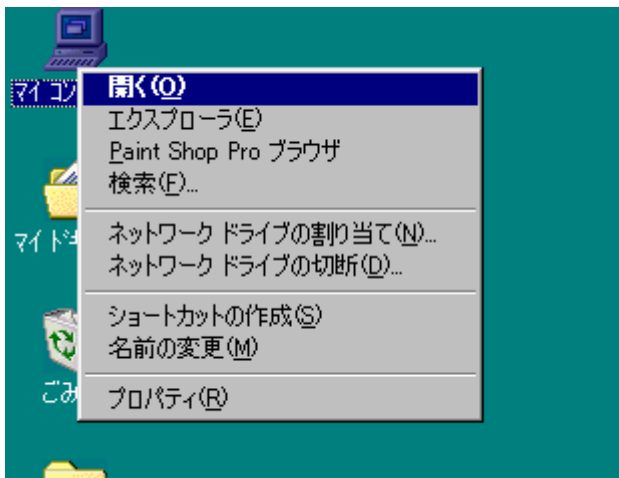 マイ コン
開く(O)
エクスプローラ(E)
Paint Shop Pro ブラウザ
検索(F)...
マイ ドキ
ネットワーク ドライブの割り当て(N)...
ネットワーク ドライブの切断(D)...
ショートカットの作成(S)
名前の変更(M)
ごみ
プロパティ(R)